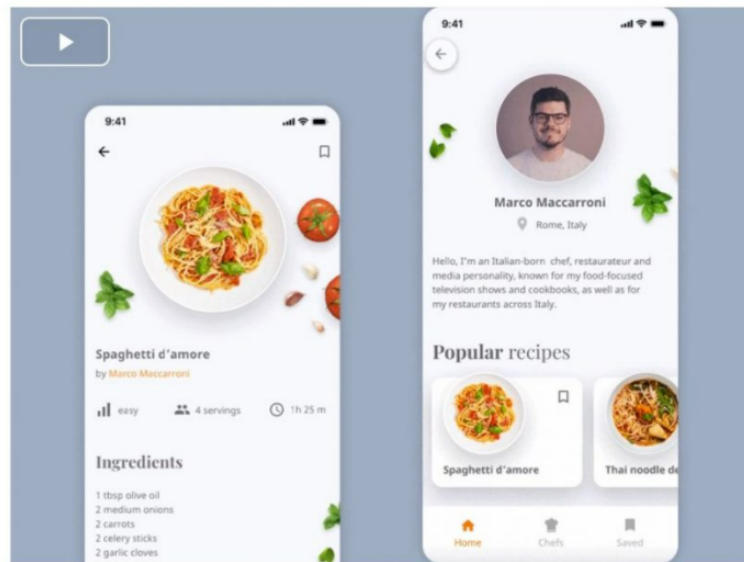 9:41
Spaghetti d'amore
by Marco Maccarroni
easy
4 servings
1h 25 m
Ingredients
1 tbsp olive oil
2 medium onions
2 carrots
2 celery sticks
2 garlic cloves
9:41
Marco Maccarroni
Rome, Italy
Hello, I'm an Italian-born chef, restaurateur and
media personality, known for my food-focused
television shows and cookbooks, as well as for
my restaurants across Italy.
Popular recipes
Spaghetti d'amore
Thai noodle de
Home
Chefs
Saved